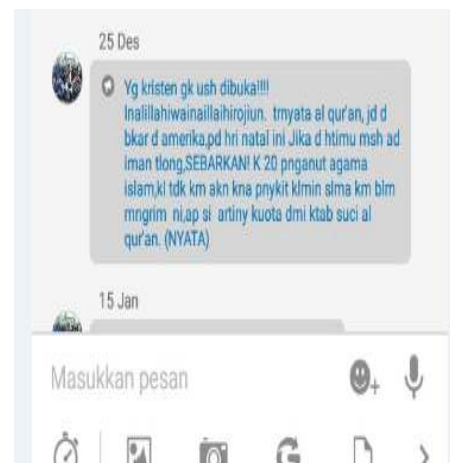 25 Des
Yg kristen gk ush dibuka!!!!
Inalillahiwainaillaihirojiun. trnyata al qur'an, jd d
bkar d amerika,pd hri natal ini Jika d htimu msh ad
iman tlong,SEBARKAN! K 20 pnganut agama
islam,kl tdk km akn kna pnykit klmin slma km blm
mngrim ni,ap si artiny kuota dmi ktab suci al
qur'an. (NYATA)
15 Jan
Masukkan pesan